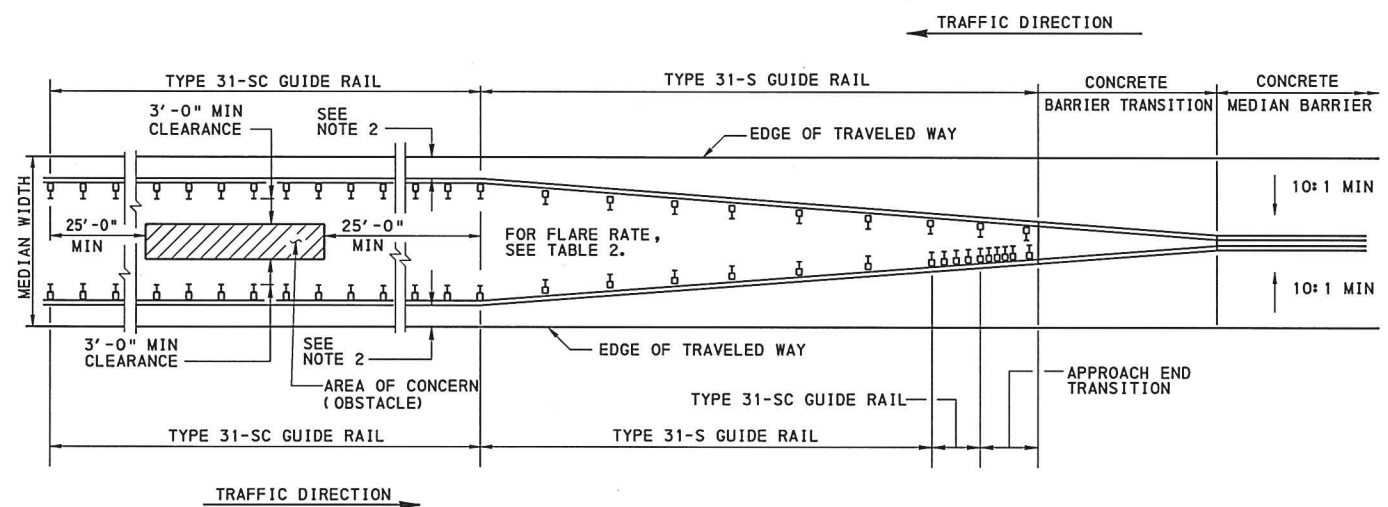 TRAFFIC DIRECTION
TYPE 31-SC GUIDE RAIL
TYPE 31-S GUIDE RAIL
CONCRETE
BARRIER TRANSITION
CONCRETE
MEDIAN BARRIER
3'-0" MIN
CLEARANCE
SEE
NOTE 2
EDGE OF TRAVELED WAY
MEDIAN WIDTH
25'-0"
MIN
25'-0"
MIN
FOR FLARE RATE,
SEE TABLE 2.
10:1 MIN
10:1 MIN
3'-0" MIN
CLEARANCE
SEE
NOTE 2
EDGE OF TRAVELED WAY
AREA OF CONCERN
(OBSTACLE)
APPROACH END
TRANSITION
TYPE 31-SC GUIDE RAIL
TYPE 31-SC GUIDE RAIL
TYPE 31-S GUIDE RAIL
TRAFFIC DIRECTION